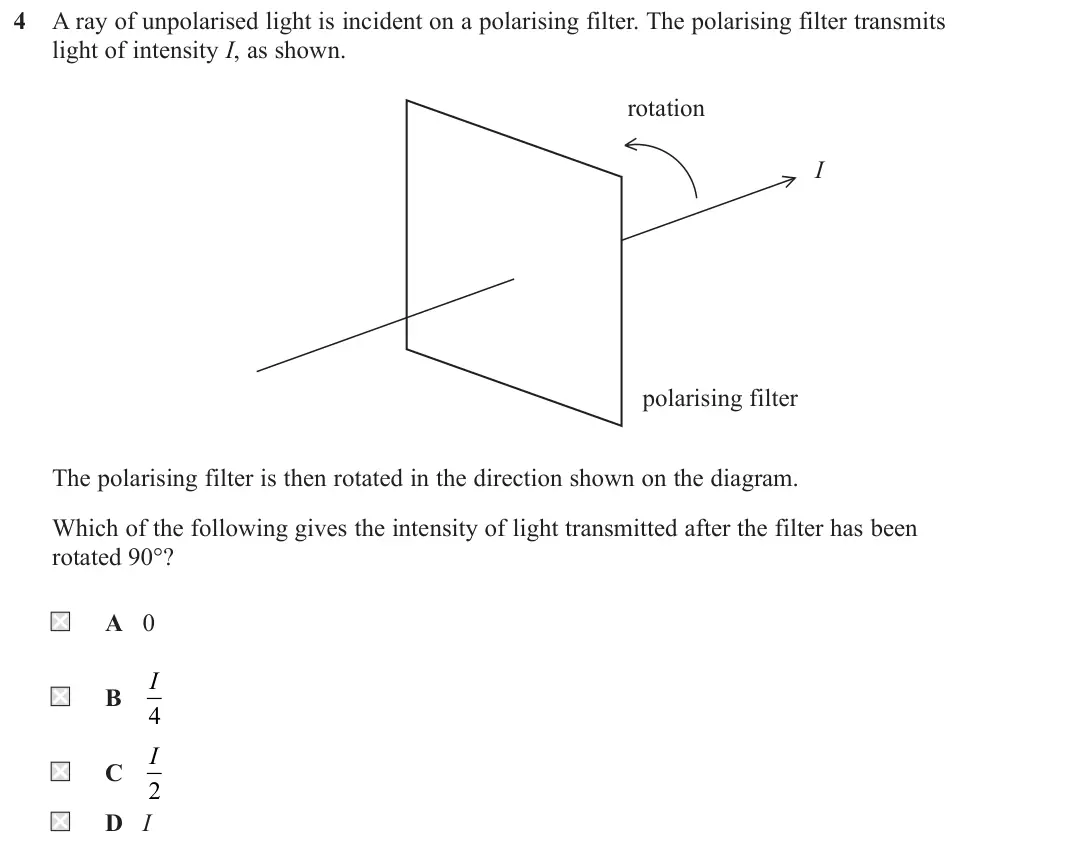 4 A ray of unpolarised light is incident on a polarising filter. The polarising filter transmits
light of intensity I, as shown.
rotation
I
polarising filter
The polarising filter is then rotated in the direction shown on the diagram.
Which of the following gives the intensity of light transmitted after the filter has been
rotated 90°?
A 0
B I/4
C I/2
D I